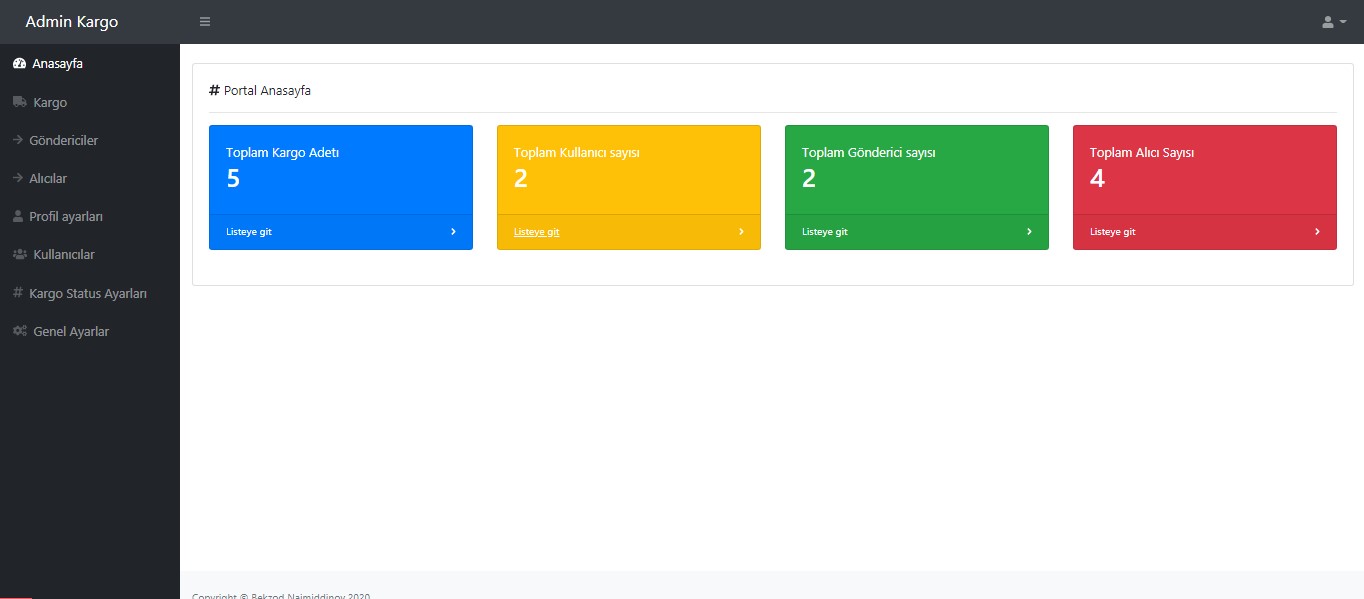 Admin Kargo
Anasayfa
Kargo
Göndericiler
Alıcılar
Profil ayarları
Kullanıcılar
# Kargo Status Ayarları
Genel Ayarlar
# Portal Anasayfa
Toplam Kargo Adetı
5
Listeye git
Toplam Kullanıcı sayısı
2
Listeye git
Toplam Gönderici sayısı
2
Listeye git
Toplam Alıcı Sayısı
4
Listeye git
Copyright © Bekzod Najmiddinov 2020